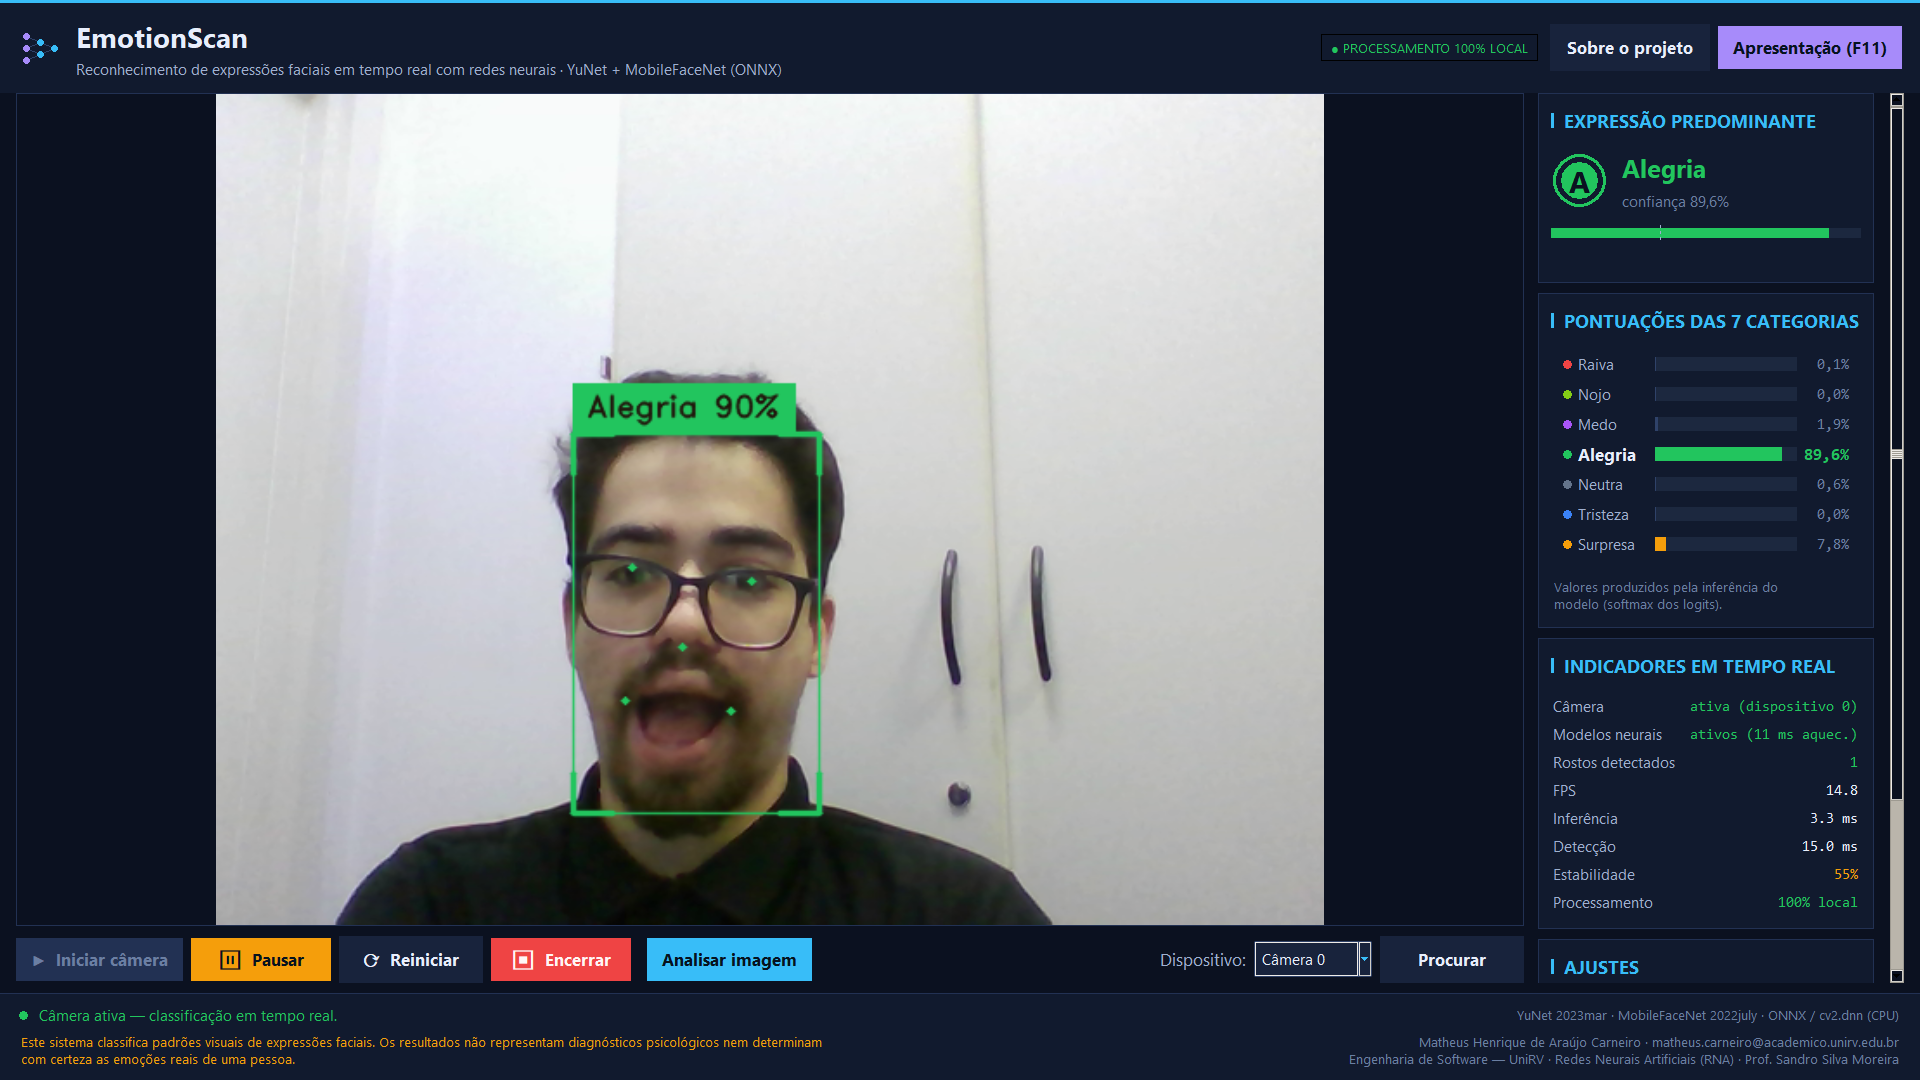 EmotionScan
Reconhecimento de expressões faciais em tempo real com redes neurais · YuNet + MobileFaceNet (ONNX)
● PROCESSAMENTO 100% LOCAL
Sobre o projeto
Apresentação (F11)
Alegria 90%
EXPRESSÃO PREDOMINANTE
A
Alegria
confiança 89,6%
PONTUAÇÕES DAS 7 CATEGORIAS
Raiva 0,1%
Nojo 0,0%
Medo 1,9%
Alegria 89,6%
Neutra 0,6%
Tristeza 0,0%
Surpresa 7,8%
Valores produzidos pela inferência do
modelo (softmax dos logits).
INDICADORES EM TEMPO REAL
Câmera ativa (dispositivo 0)
Modelos neurais ativos (11 ms aquec.)
Rostos detectados 1
FPS 14.8
Inferência 3.3 ms
Detecção 15.0 ms
Estabilidade 55%
Processamento 100% local
AJUSTES
Iniciar câmera
Pausar
Reiniciar
Encerrar
Analisar imagem
Dispositivo: Câmera 0
Procurar
Câmera ativa — classificação em tempo real.
Este sistema classifica padrões visuais de expressões faciais. Os resultados não representam diagnósticos psicológicos nem determinam
com certeza as emoções reais de uma pessoa.
YuNet 2023mar · MobileFaceNet 2022july · ONNX / cv2.dnn (CPU)
Matheus Henrique de Araújo Carneiro · matheus.carneiro@academico.unirv.edu.br
Engenharia de Software — UniRV · Redes Neurais Artificiais (RNA) · Prof. Sandro Silva Moreira